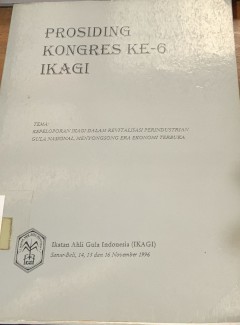 PROSIDING
KONGRES KE-6
IKAGI
TEMA:
KEPELOPORAN IKAGI DALAM REVITALISASI PERINDUSTRIAN
GULA NASIONAL MENYONGSONG ERA EKONOMI TERBUKA
Ikatan Ahli Gula Indonesia (IKAGI)
Sanur-Bali, 14, 15 dan 16 November 1996